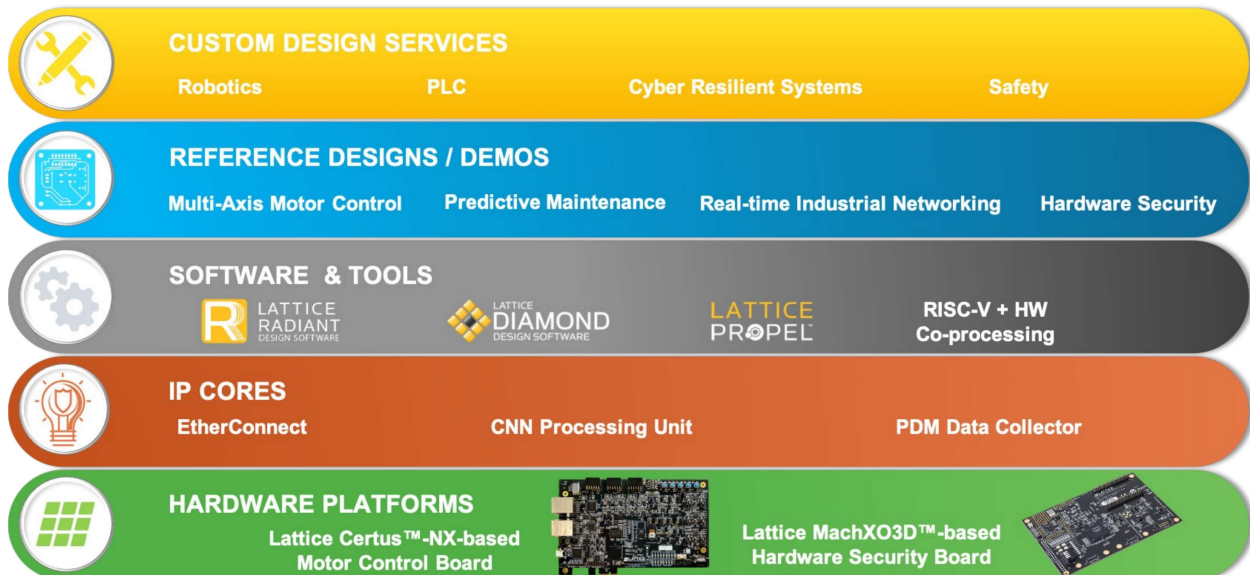 CUSTOM DESIGN SERVICES
Robotics PLC Cyber Resilient Systems Safety
REFERENCE DESIGNS / DEMOS
Multi-Axis Motor Control Predictive Maintenance Real-time Industrial Networking Hardware Security
SOFTWARE & TOOLS
LATTICE
RADIANT
DESIGN SOFTWARE
LATTICE
DIAMOND
DESIGN SOFTWARE
LATTICE
PROPEL
RISC-V + HW
Co-processing
IP CORES
EtherConnect CNN Processing Unit PDM Data Collector
HARDWARE PLATFORMS
Lattice Certus™-NX-based
Motor Control Board
Lattice MachXO3D™-based
Hardware Security Board